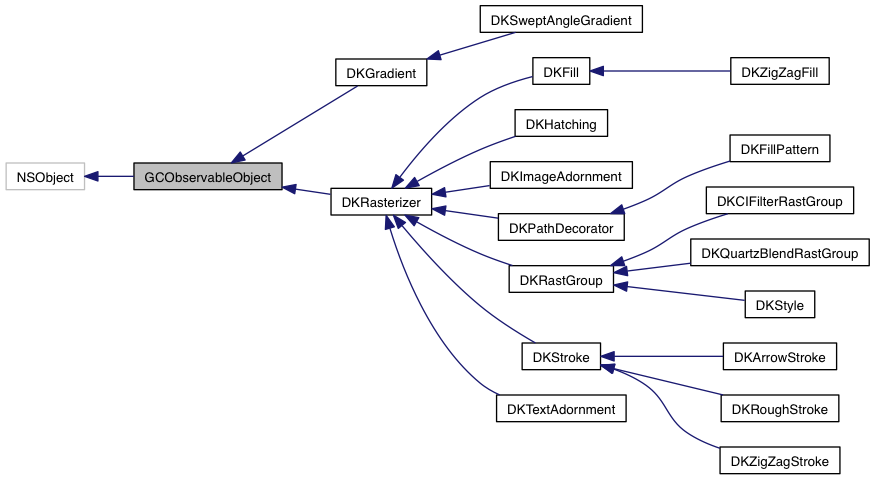 DKSweptAngleGradient
DKGradient
DKFill
DKZigZagFill
DKHatching
DKFillPattern
NSObject
GCObservableObject
DKImageAdornment
DKRasterizer
DKCIFilterRastGroup
DKPathDecorator
DKQuartzBlendRastGroup
DKRastGroup
DKStyle
DKStroke
DKArrowStroke
DKTextAdornment
DKRoughStroke
DKZigZagStroke